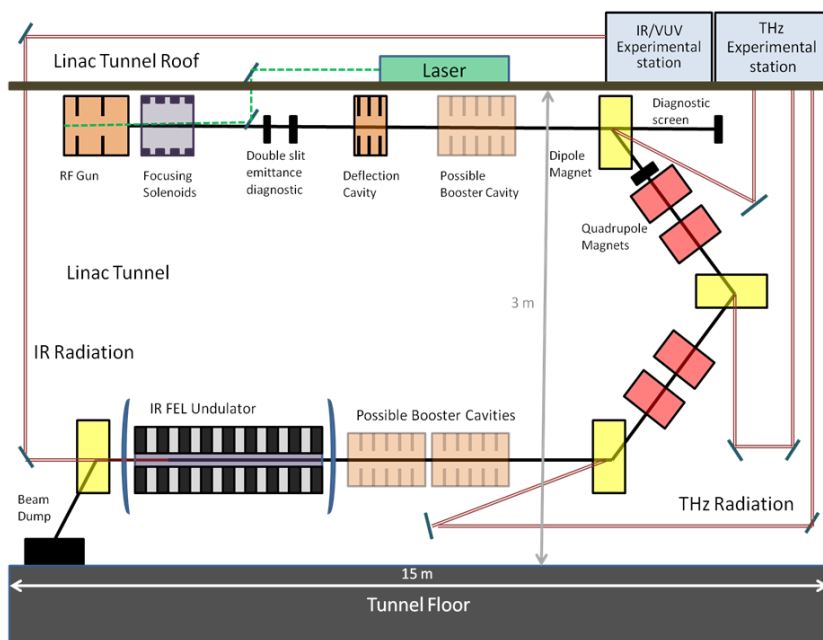 IR/VUV
Experimental
station
THz
Experimental
station
Linac Tunnel Roof
Laser
Diagnostic
screen
RF Gun
Focusing
Solenoids
Double slit
emittance
diagnostic
Deflection
Cavity
Possible
Booster Cavity
Dipole
Magnet
Quadrupole
Magnets
Linac Tunnel
3 m
IR Radiation
IR FEL Undulator
Possible Booster Cavities
Beam
Dump
THz Radiation
15 m
Tunnel Floor